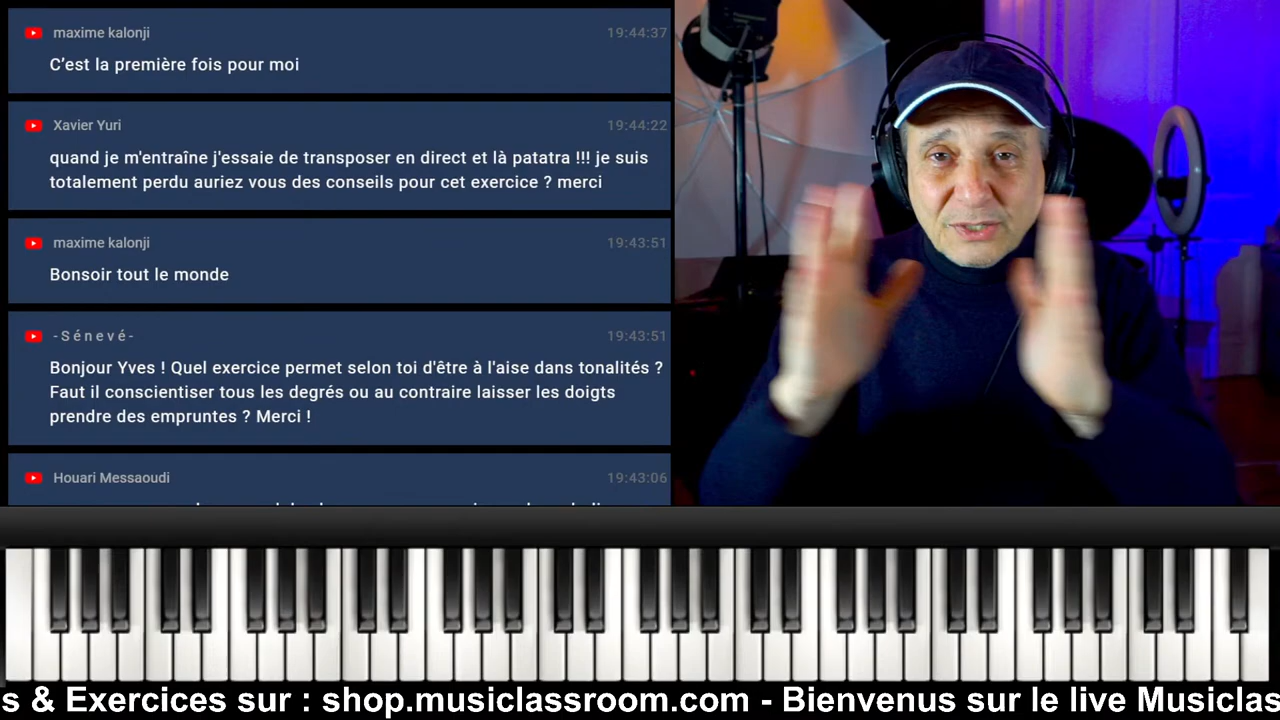 maxime kalonji 19:44:37
C’est la première fois pour moi
Xavier Yuri 19:44:22
quand je m'entraîne j'essaie de transposer en direct et là patatra !!! je suis
totalement perdu auriez vous des conseils pour cet exercice ? merci
maxime kalonji 19:43:51
Bonsoir tout le monde
- S é n e v é - 19:43:51
Bonjour Yves ! Quel exercice permet selon toi d'être à l'aise dans tonalités ?
Faut il conscientiser tous les degrés ou au contraire laisser les doigts
prendre des empruntes ? Merci !
Houari Messaoudi 19:43:06
s & Exercices sur : shop.musiclassroom.com - Bienvenus sur le live Musiclas